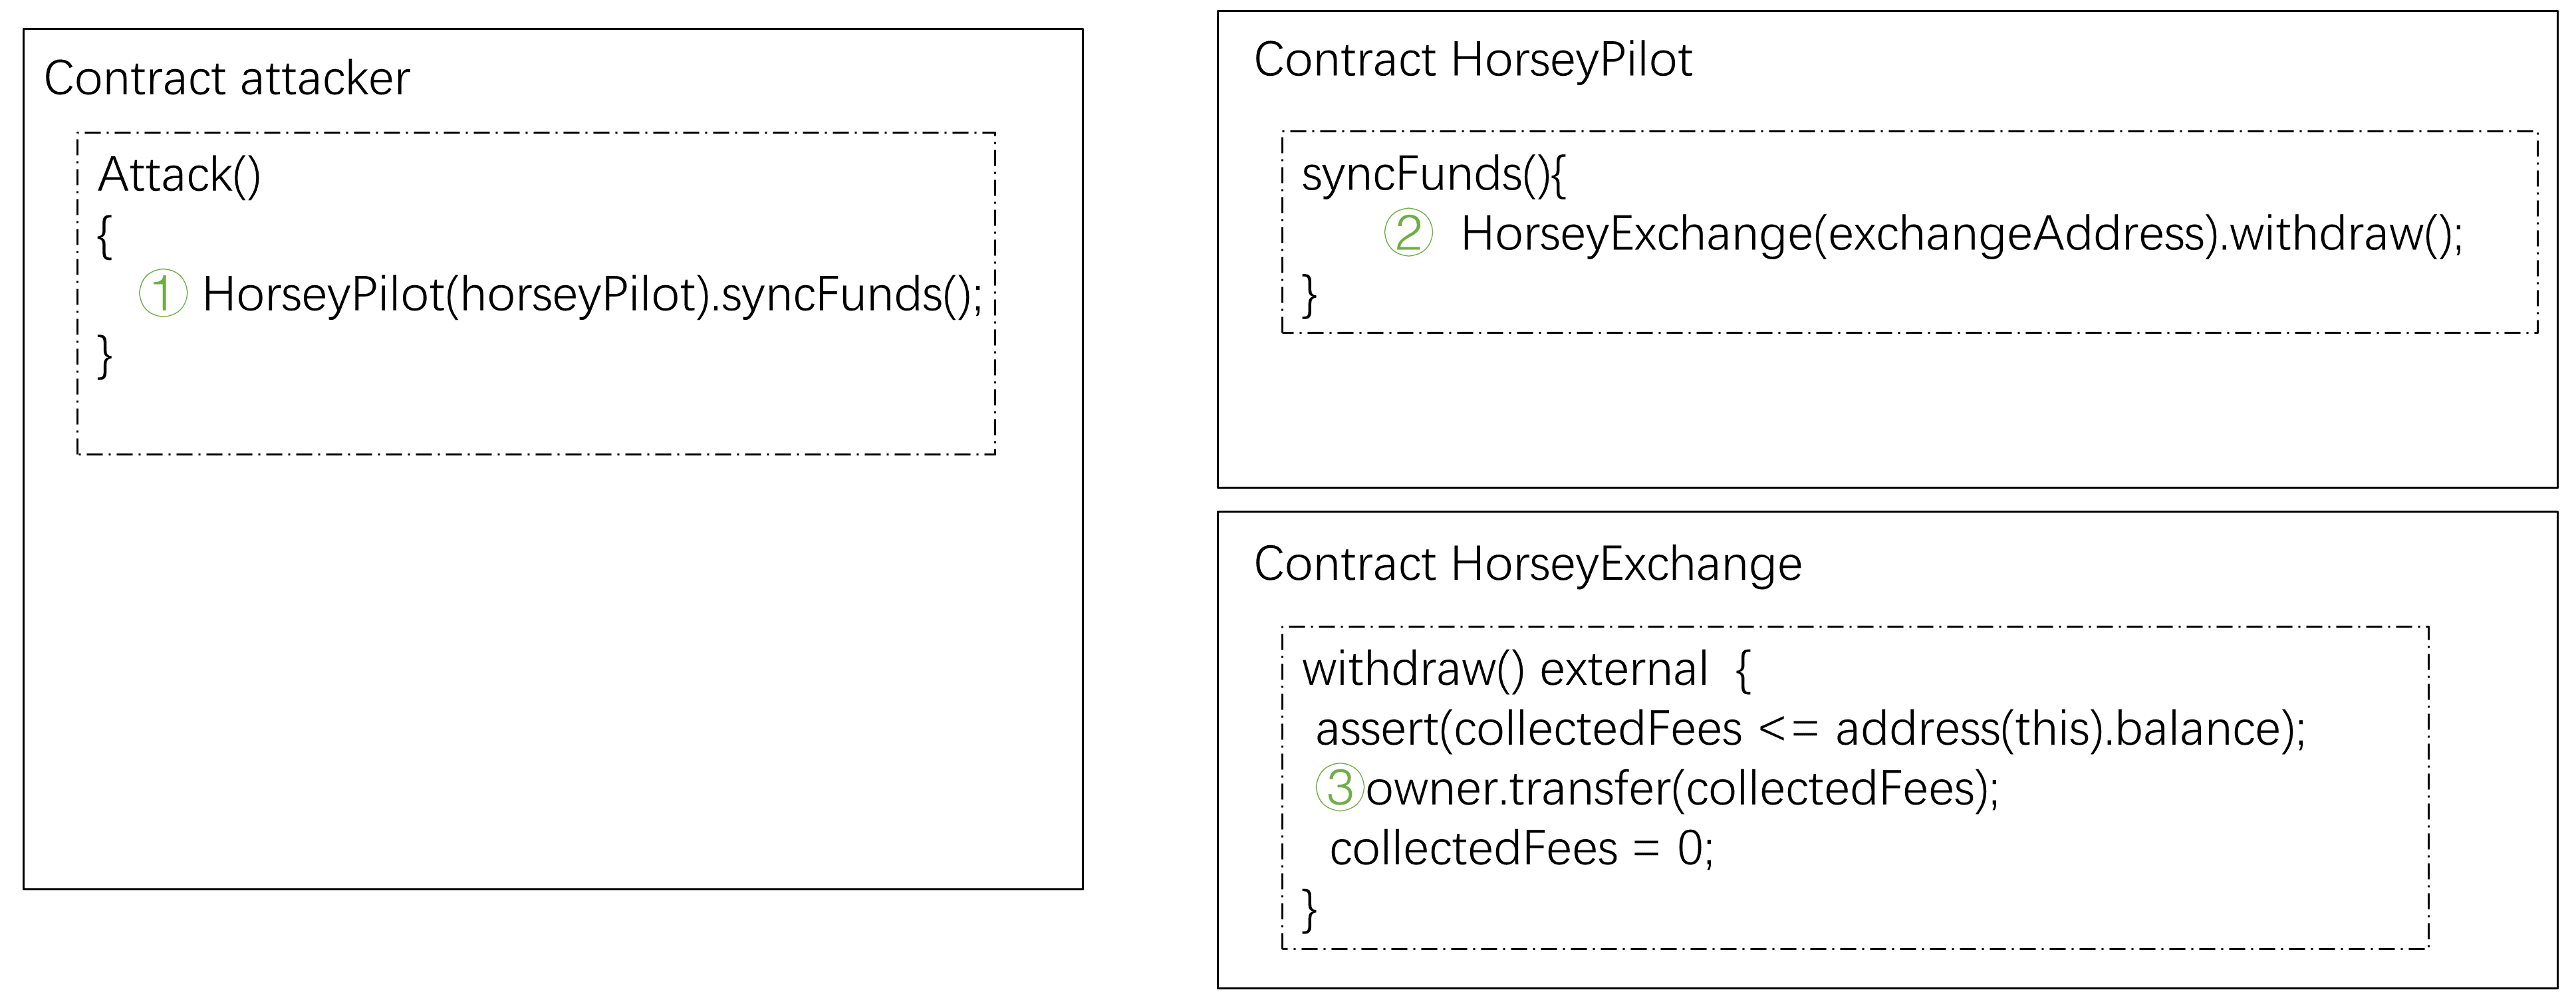 Contract attacker
Attack()
{
① HorseyPilot(horseyPilot).syncFunds();
}
Contract HorseyPilot
syncFunds(){
② HorseyExchange(exchangeAddress).withdraw();
}
Contract HorseyExchange
withdraw() external {
assert(collectedFees <= address(this).balance);
③owner.transfer(collectedFees);
collectedFees = 0;
}